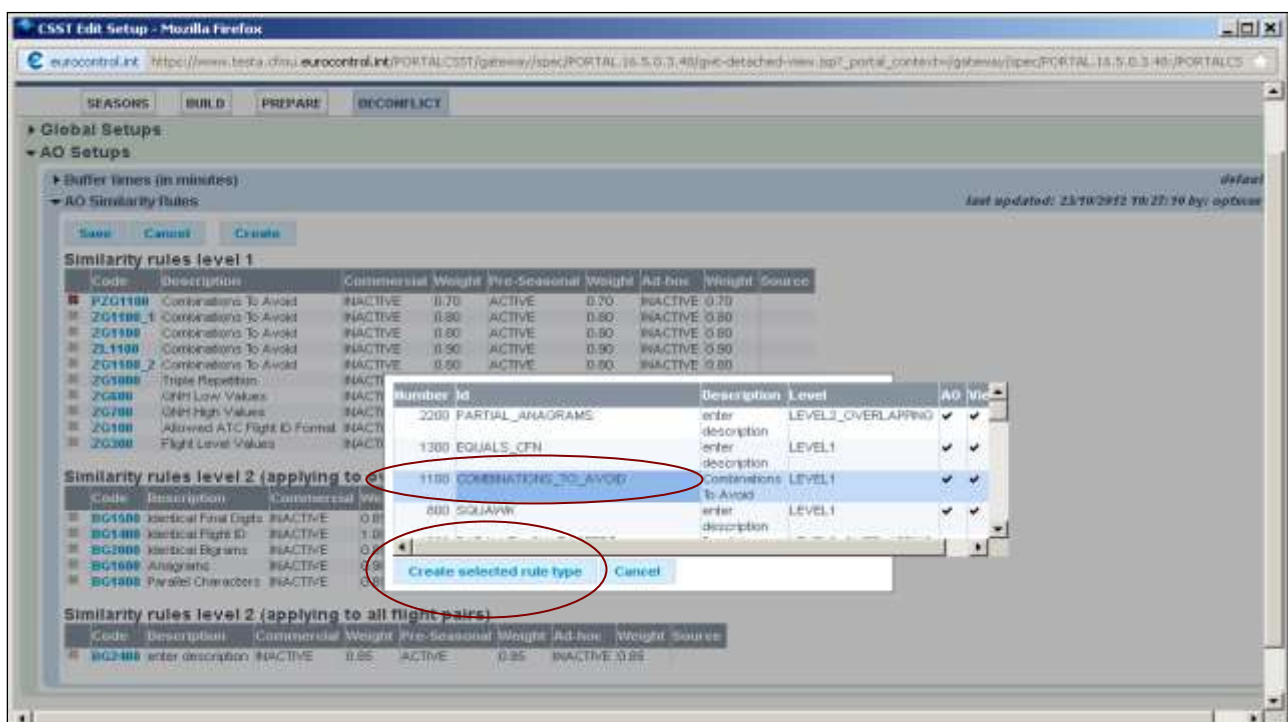 CSST Edit Setup - Mozilla Firefox
eurocontrol.int
SEASONS BUILD PREPARE DECONFLICT
Global Setups
AO Setups
Buffer times (in minutes)
AO Similarity Rules last updated: 23/10/2012 10:27:10 by:
Save Cancel Create
Similarity rules level 1
Code Description Commercial Weight Pre-Seasonal Weight Ad-hoc Weight Source
PZG1100 Combinations To Avoid INACTIVE 0.70 ACTIVE 0.70 INACTIVE 0.70
ZG1100_1 Combinations To Avoid INACTIVE 0.80 ACTIVE 0.80 INACTIVE 0.80
ZG1100 Combinations To Avoid INACTIVE 0.80 ACTIVE 0.80 INACTIVE 0.80
ZL1100 Combinations To Avoid INACTIVE 0.90 ACTIVE 0.90 INACTIVE 0.90
ZG1100_2 Combinations To Avoid INACTIVE 0.80 ACTIVE 0.80 INACTIVE 0.80
ZG1000 Triple Repetition
ZG600 QNH Low Values
ZG700 QNH High Values
ZG100 Allowed ATC Flight ID Format
ZG300 Flight Level Values
Number Id Description Level AO
2200 PARTIAL_ANAGRAMS enter description LEVEL2_OVERLAPPING
1300 EQUALS_CFN enter description LEVEL1
1100 COMBINATIONS_TO_AVOID Combinations To Avoid LEVEL1
800 SQUAWK enter description LEVEL1
Create selected rule type Cancel
Similarity rules level 2 (applying to
Code Description Commercial
BG1500 Identical Final Digits INACTIVE
BG1400 Identical Flight ID INACTIVE
BG2000 Identical Bigrams INACTIVE
BG1600 Anagrams INACTIVE
BG1800 Parallel Characters INACTIVE
Similarity rules level 2 (applying to all flight pairs)
Code Description Commercial Weight Pre-Seasonal Weight Ad-hoc Weight Source
BG2400 enter description INACTIVE 0.85 ACTIVE 0.85 INACTIVE 0.85